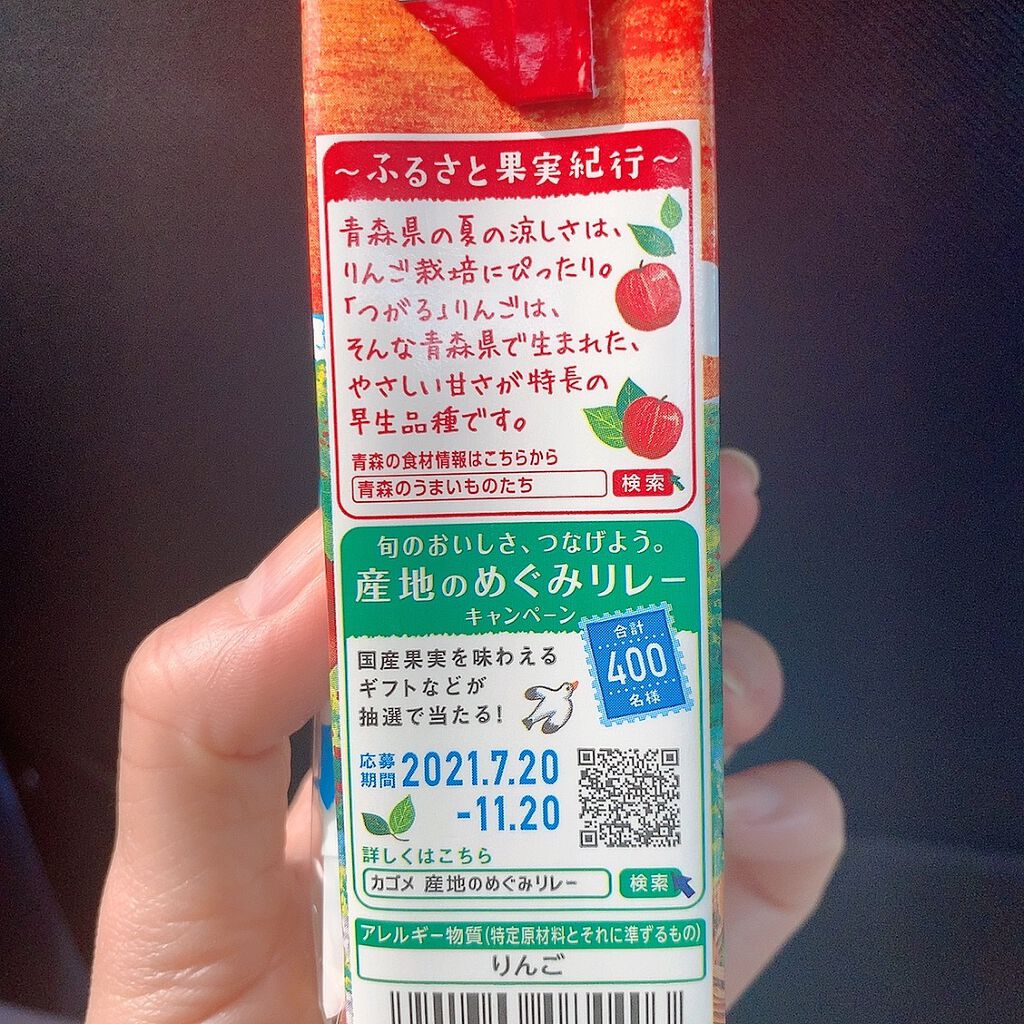 ～ふるさと果実紀行～
青森県の夏の涼しさは、
りんご栽培にぴったり。
「つがる」りんごは、
そんな青森県で生まれた、
やさしい甘さが特長の
早生品種です。
青森の食材情報はこちらから
青森のうまいものたち 検索
旬のおいしさ、つなげよう。
産地のめぐみリレー
キャンペーン
合計
400
名様
国産果実を味わえる
ギフトなどが
抽選で当たる!
応募
期間 2021.7.20
-11.20
詳しくはこちら
カゴメ 産地のめぐみリレー 検索
アレルギー物質(特定原材料とそれに準ずるもの)
りんご